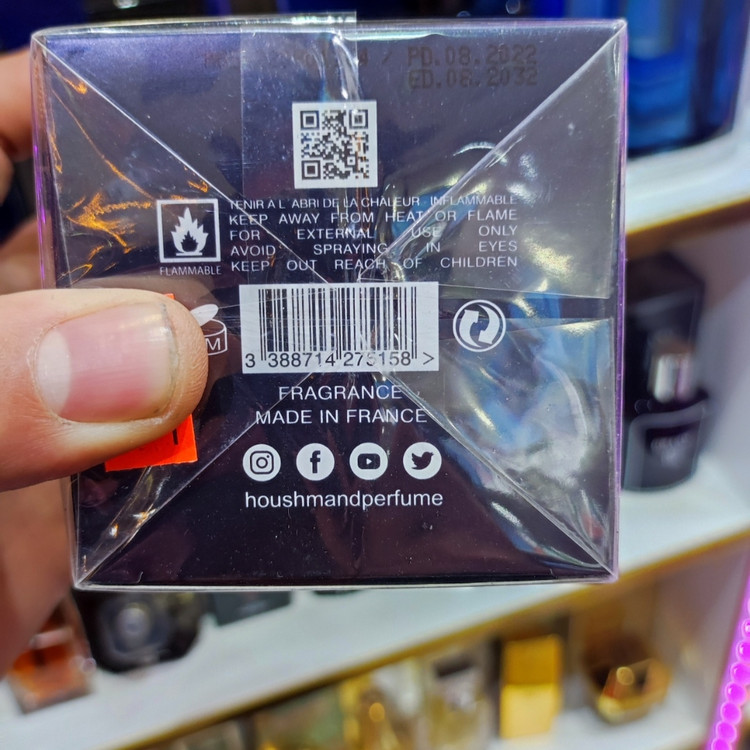 / PD.08.2022
ED.08.2032
TENIR A L' ABRI DE LA CHALEUR INFLAMMABLE
KEEP AWAY FROM HEAT OR FLAME
FOR EXTERNAL USE ONLY
AVOID SPRAYING IN EYES
KEEP OUT REACH OF CHILDREN
FLAMMABLE
M
3 388714 275158 >
FRAGRANCE
MADE IN FRANCE
houshmandperfume